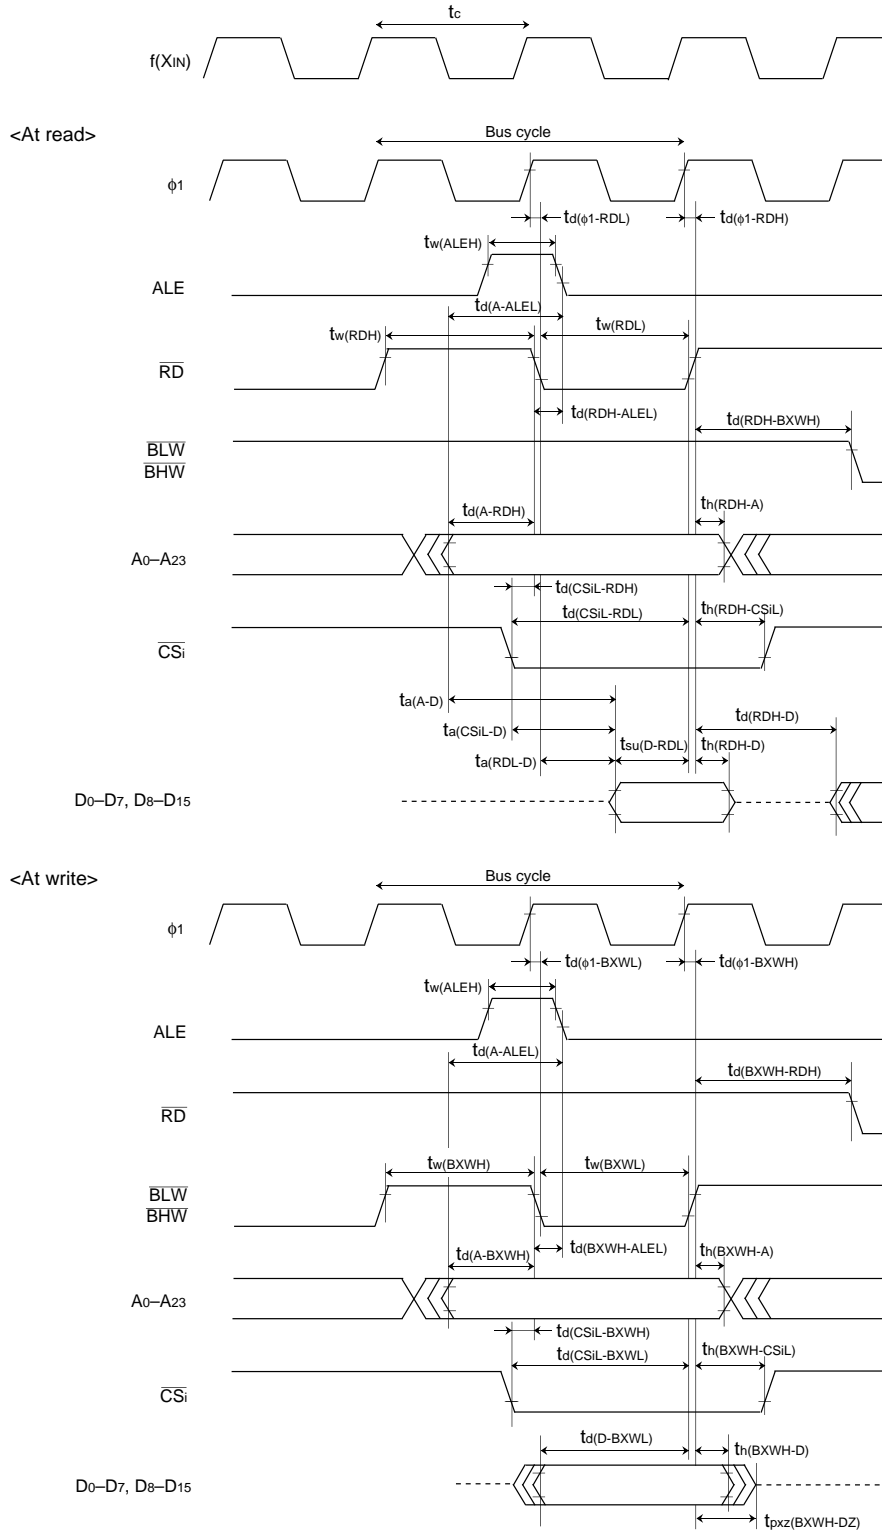 tc
f(XIN)
<At read>
Bus cycle
ϕ1
td(ϕ1-RDL)
td(ϕ1-RDH)
tw(ALEH)
ALE
td(A-ALEL)
tw(RDH)
tw(RDL)
RD
td(RDH-ALEL)
td(RDH-BXWH)
BLW
BHW
th(RDH-A)
td(A-RDH)
A0–A23
td(CSiL-RDH)
td(CSiL-RDL)
th(RDH-CSiL)
CSi
ta(A-D)
td(RDH-D)
ta(CSiL-D)
tsu(D-RDL)
th(RDH-D)
ta(RDL-D)
D0–D7, D8–D15
<At write>
Bus cycle
ϕ1
td(ϕ1-BXWL)
td(ϕ1-BXWH)
tw(ALEH)
ALE
td(A-ALEL)
td(BXWH-RDH)
RD
tw(BXWH)
tw(BXWL)
BLW
BHW
td(A-BXWH)
td(BXWH-ALEL)
th(BXWH-A)
A0–A23
td(CSiL-BXWH)
td(CSiL-BXWL)
th(BXWH-CSiL)
CSi
td(D-BXWL)
th(BXWH-D)
D0–D7, D8–D15
tpxz(BXWH-DZ)